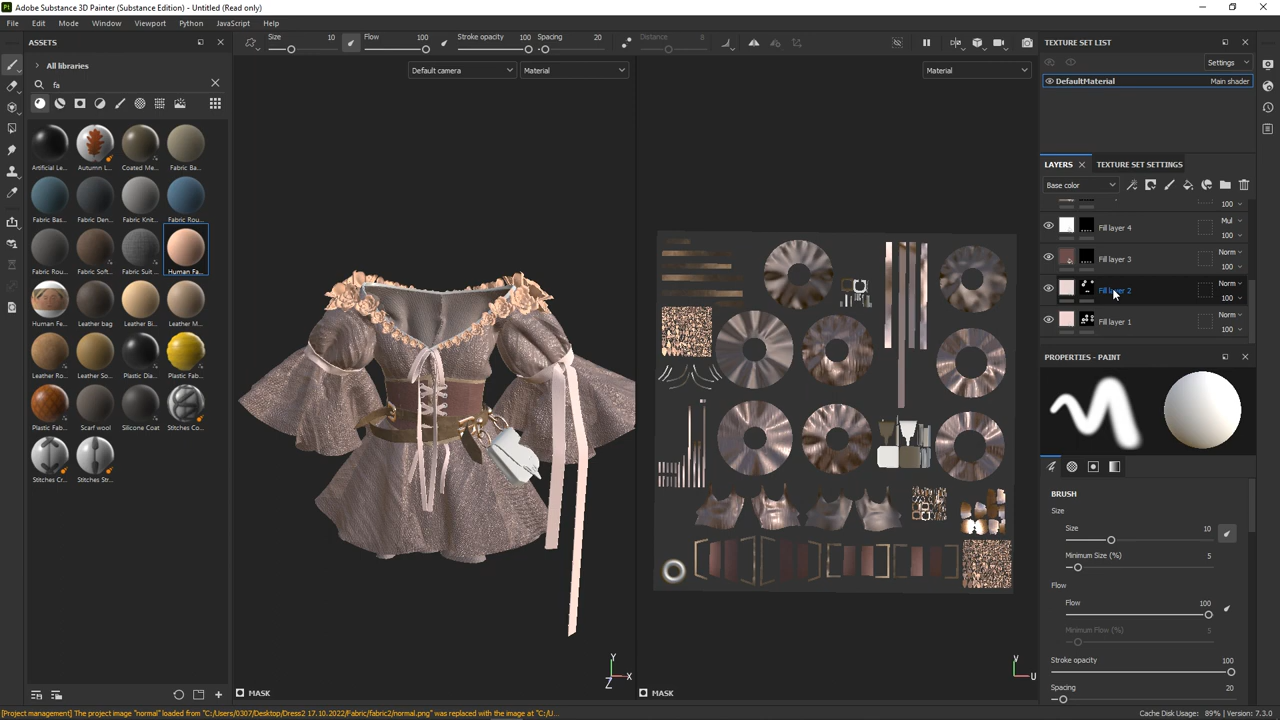 Adobe Substance 3D Painter (Substance Edition) - Untitled (Read only)
File Edit Mode Window Viewport Python JavaScript Help
ASSETS
Size 10 Flow 100 Stroke opacity 100 Spacing 20 Distance 8
All libraries
fa
Default camera Material
Material
Artificial Le... Autumn L... Coated Me... Fabric Ba...
Fabric Bas... Fabric Den... Fabric Knit... Fabric Rou...
Fabric Rou... Fabric Soft... Fabric Suit ... Human Fa...
Human Fe... Leather bag Leather Bi... Leather M...
Leather Ro... Leather So... Plastic Dia... Plastic Fab...
Plastic Fab... Scarf wool Silicone Coat Stitches Co...
Stitches Cr... Stitches Str...
Y
Z X
V
U
MASK
MASK
TEXTURE SET LIST
Settings
DefaultMaterial Main shader
LAYERS TEXTURE SET SETTINGS
Base color
100
Fill layer 4 Mul
100
Fill layer 3 Norm
100
Fill layer 2 Norm
100
Fill layer 1 Norm
100
PROPERTIES - PAINT
BRUSH
Size
Size 10
Minimum Size (%) 5
Flow
Flow 100
Minimum Flow (%) 5
Stroke opacity 100
Spacing 20
[Project management] The project image "normal" loaded from "C:/Users/0307/Desktop/Dress2 17.10.2022/Fabric/fabric2/normal.png" was replaced with the image at "C:/U...
Cache Disk Usage: 89% | Version: 7.3.0